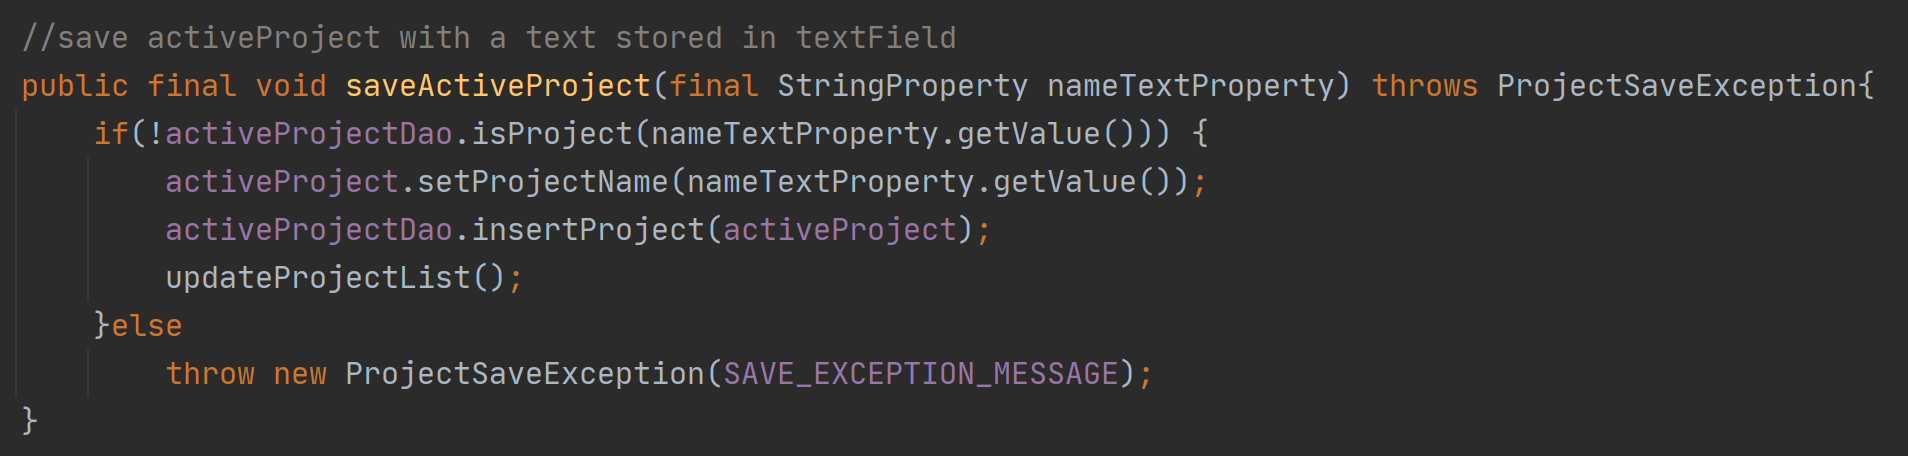 //save activeProject with a text stored in textField
public final void saveActiveProject(final StringProperty nameTextProperty) throws ProjectSaveException{
    if(!activeProjectDao.isProject(nameTextProperty.getValue())) {
        activeProject.setProjectName(nameTextProperty.getValue());
        activeProjectDao.insertProject(activeProject);
        updateProjectList();
    }else
        throw new ProjectSaveException(SAVE_EXCEPTION_MESSAGE);
}